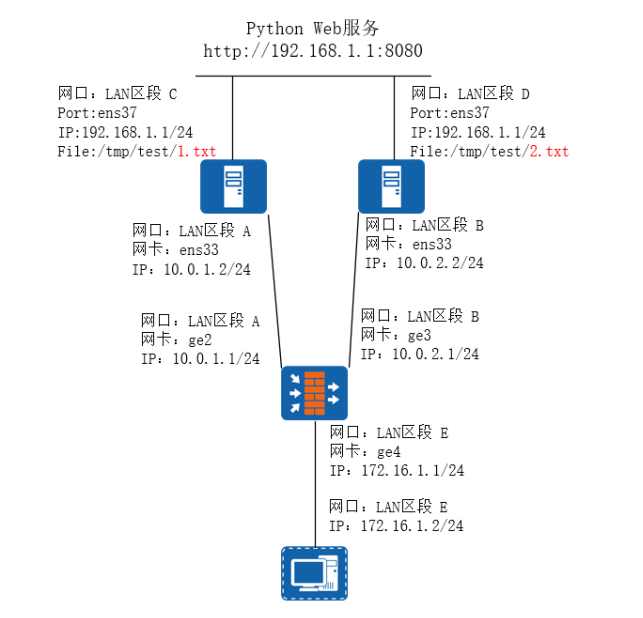 Python Web服务
http://192.168.1.1:8080
网口：LAN区段 C
Port:ens37
IP:192.168.1.1/24
File:/tmp/test/1.txt
网口：LAN区段 D
Port:ens37
IP:192.168.1.1/24
File:/tmp/test/2.txt
网口：LAN区段 A
网卡：ens33
IP：10.0.1.2/24
网口：LAN区段 B
网卡：ens33
IP：10.0.2.2/24
网口：LAN区段 A
网卡：ge2
IP：10.0.1.1/24
网口：LAN区段 B
网卡：ge3
IP：10.0.2.1/24
网口：LAN区段 E
网卡：ge4
IP：172.16.1.1/24
网口：LAN区段 E
IP：172.16.1.2/24